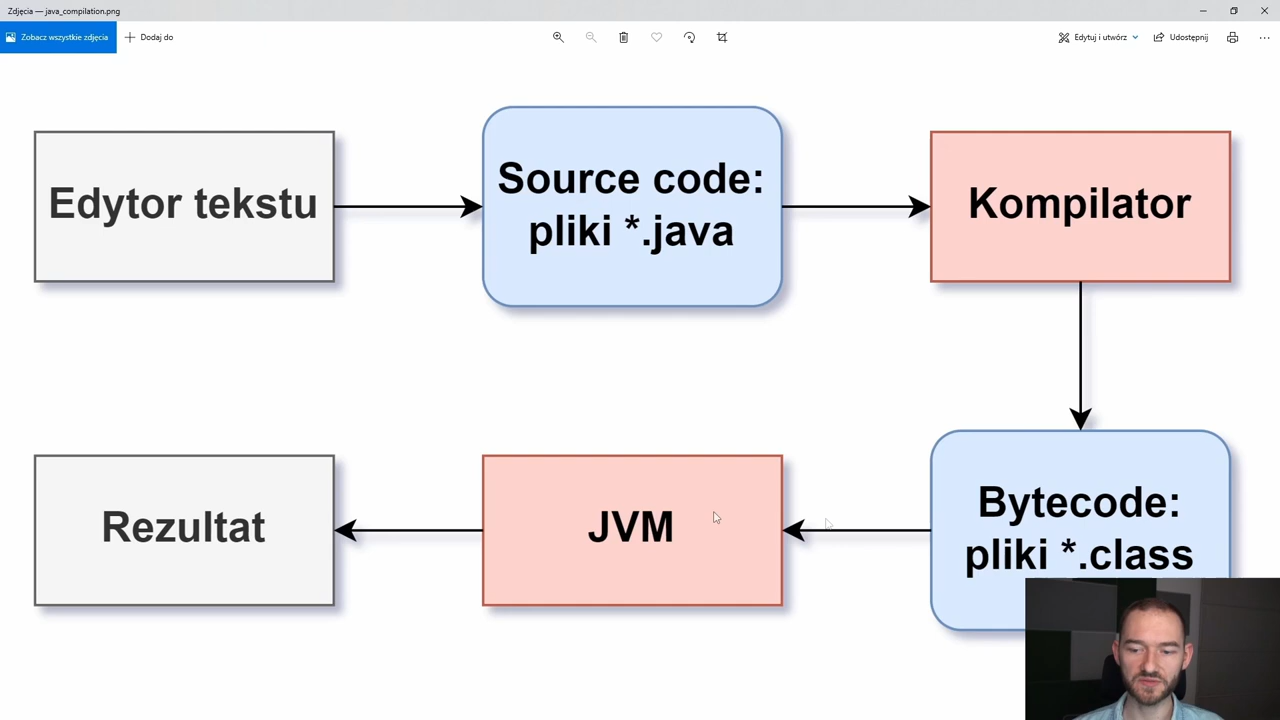 Zdjęcia — java_compilation.png
Zobacz wszystkie zdjęcia
Dodaj do
Edytuj i utwórz
Udostępnij
Edytor tekstu
Source code:
pliki *.java
Kompilator
Rezultat
JVM
Bytecode:
pliki *.class